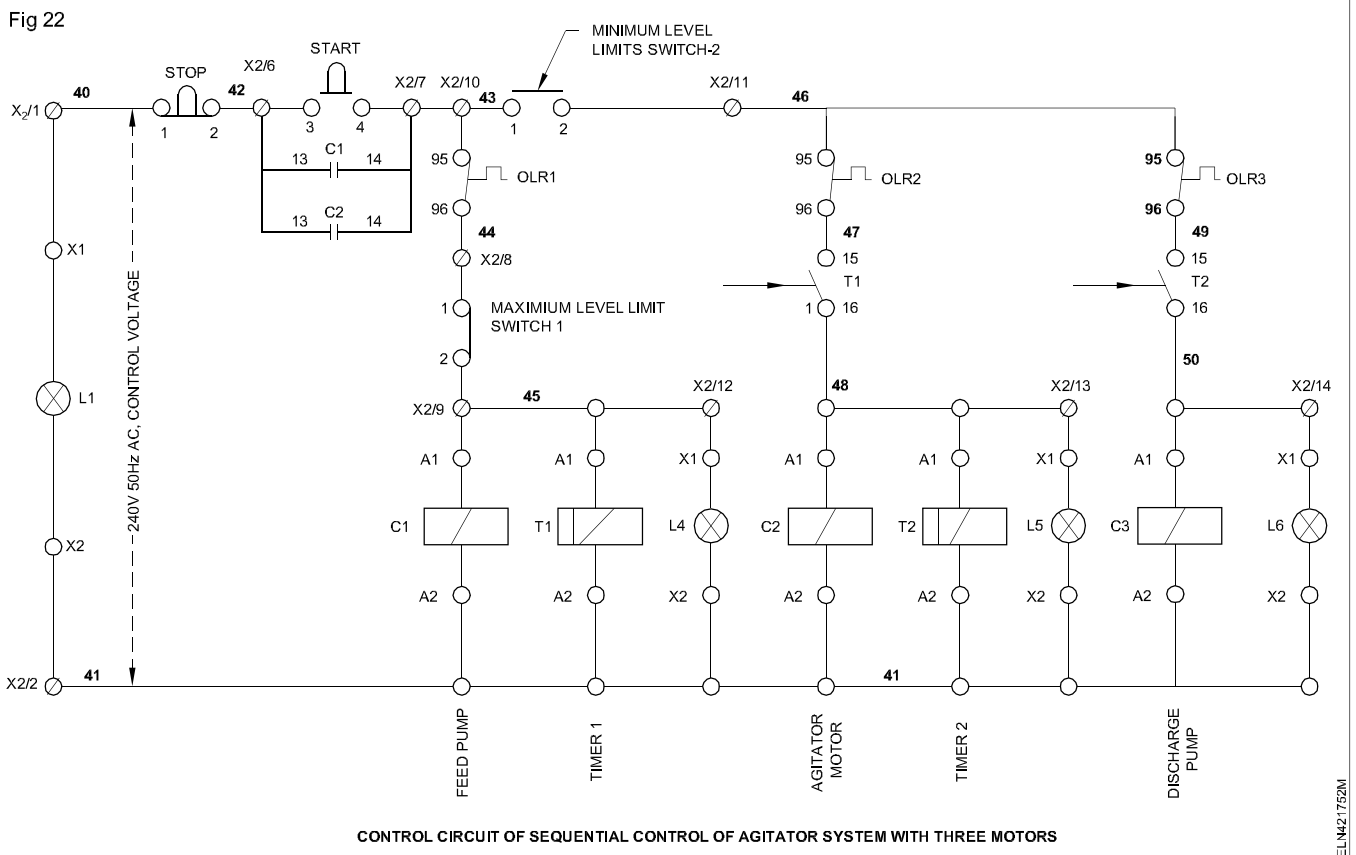 Fig 22
MINIMUM LEVEL
LIMITS SWITCH-2
START
STOP
X2/6
X2/7
X2/10
X2/11
40
42
43
46
X2/1
1
2
3
4
1
2
13
C1
14
13
C2
14
95
OLR1
96
44
X2/8
1
MAXIMIUM LEVEL LIMIT
SWITCH 1
2
95
OLR2
96
47
15
T1
1
16
95
OLR3
96
49
15
T2
16
50
X1
L1
X2
240V 50Hz AC, CONTROL VOLTAGE
X2/9
45
X2/12
48
X2/13
X2/14
A1
A1
X1
A1
A1
X1
A1
X1
C1
T1
L4
C2
T2
L5
C3
L6
A2
A2
X2
A2
A2
X2
A2
X2
X2/2
41
41
FEED PUMP
TIMER 1
AGITATOR
MOTOR
TIMER 2
DISCHARGE
PUMP
CONTROL CIRCUIT OF SEQUENTIAL CONTROL OF AGITATOR SYSTEM WITH THREE MOTORS
ELN421752M